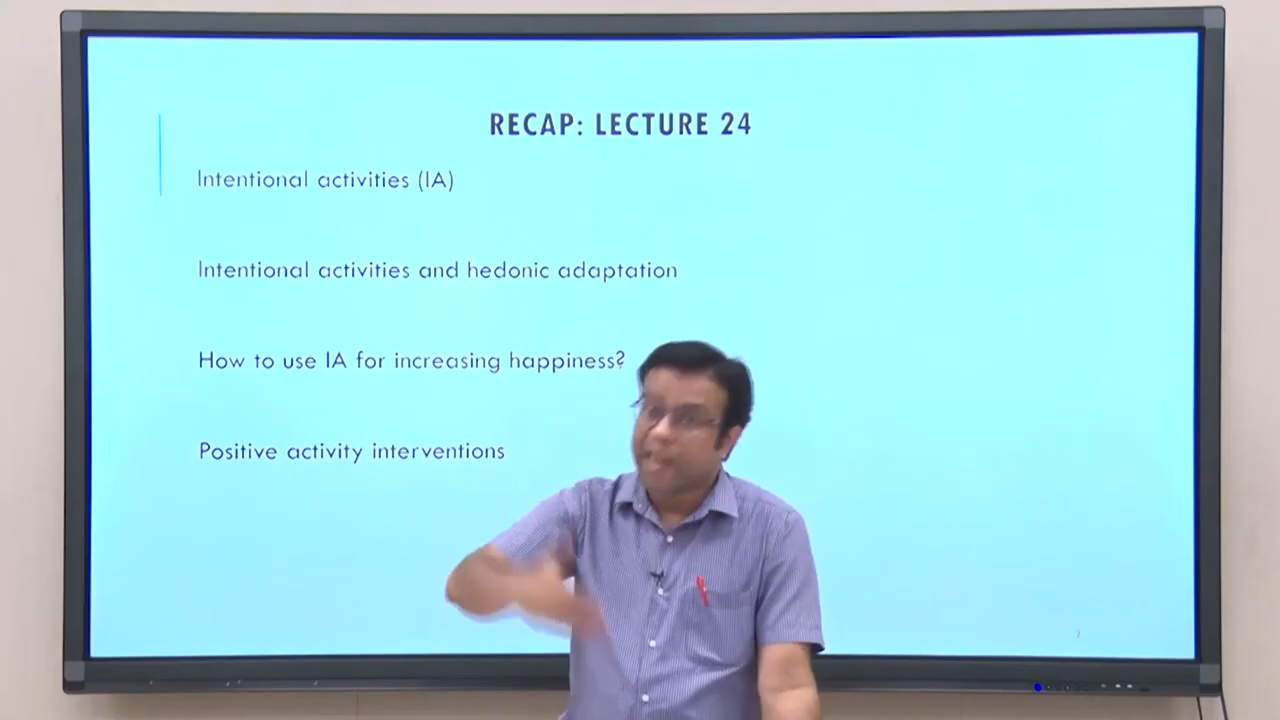 RECAP: LECTURE 24
Intentional activities (IA)
Intentional activities and hedonic adaptation
How to use IA for increasing happiness?
Positive activity interventions